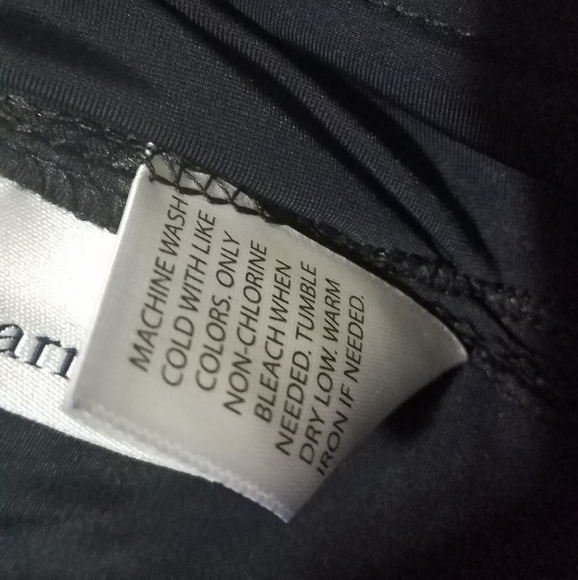 MACHINE WASH
COLD WITH LIKE
COLORS. ONLY
NON-CHLORINE
BLEACH WHEN
NEEDED. TUMBLE
DRY LOW. WARM
IRON IF NEEDED.